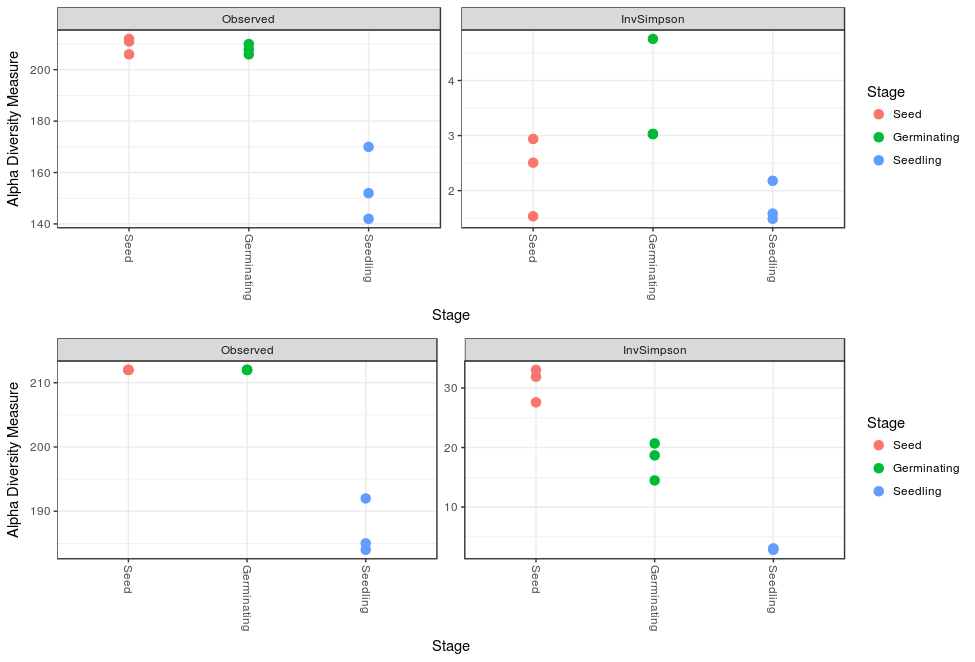 Observed
InvSimpson
Alpha Diversity Measure
200
180
160
140
4
3
2
Seed
Germinating
Seedling
Seed
Germinating
Seedling
Stage
Stage
Seed
Germinating
Seedling
Observed
InvSimpson
Alpha Diversity Measure
210
200
190
30
20
10
Seed
Germinating
Seedling
Seed
Germinating
Seedling
Stage
Stage
Seed
Germinating
Seedling